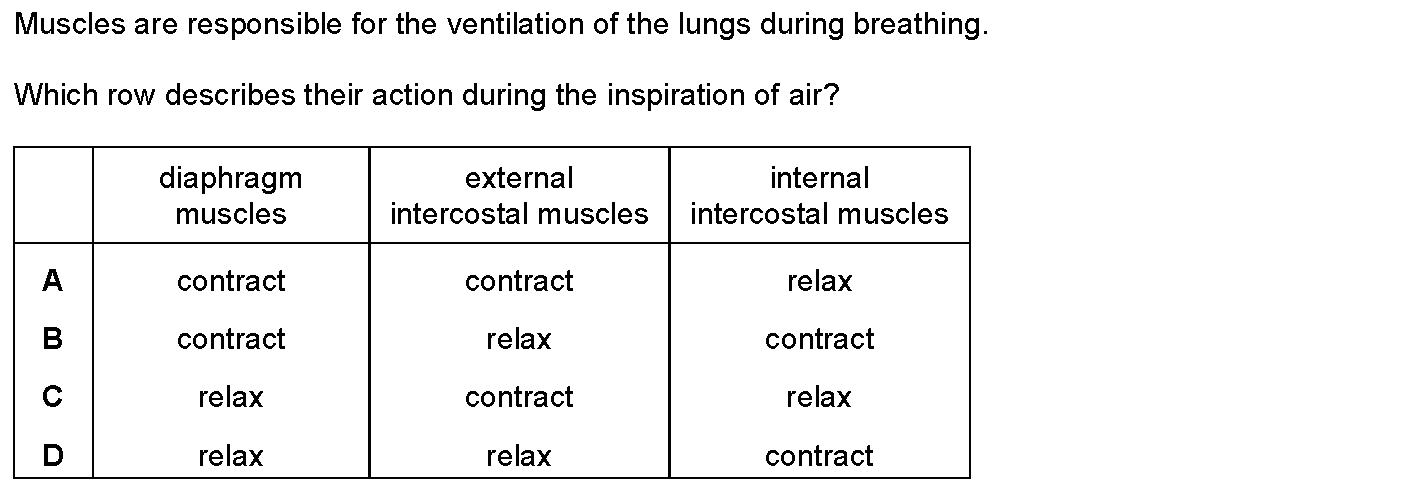 Muscles are responsible for the ventilation of the lungs during breathing.
Which row describes their action during the inspiration of air?
diaphragm muscles external intercostal muscles internal intercostal muscles
A contract contract relax
B contract relax contract
C relax contract relax
D relax relax contract